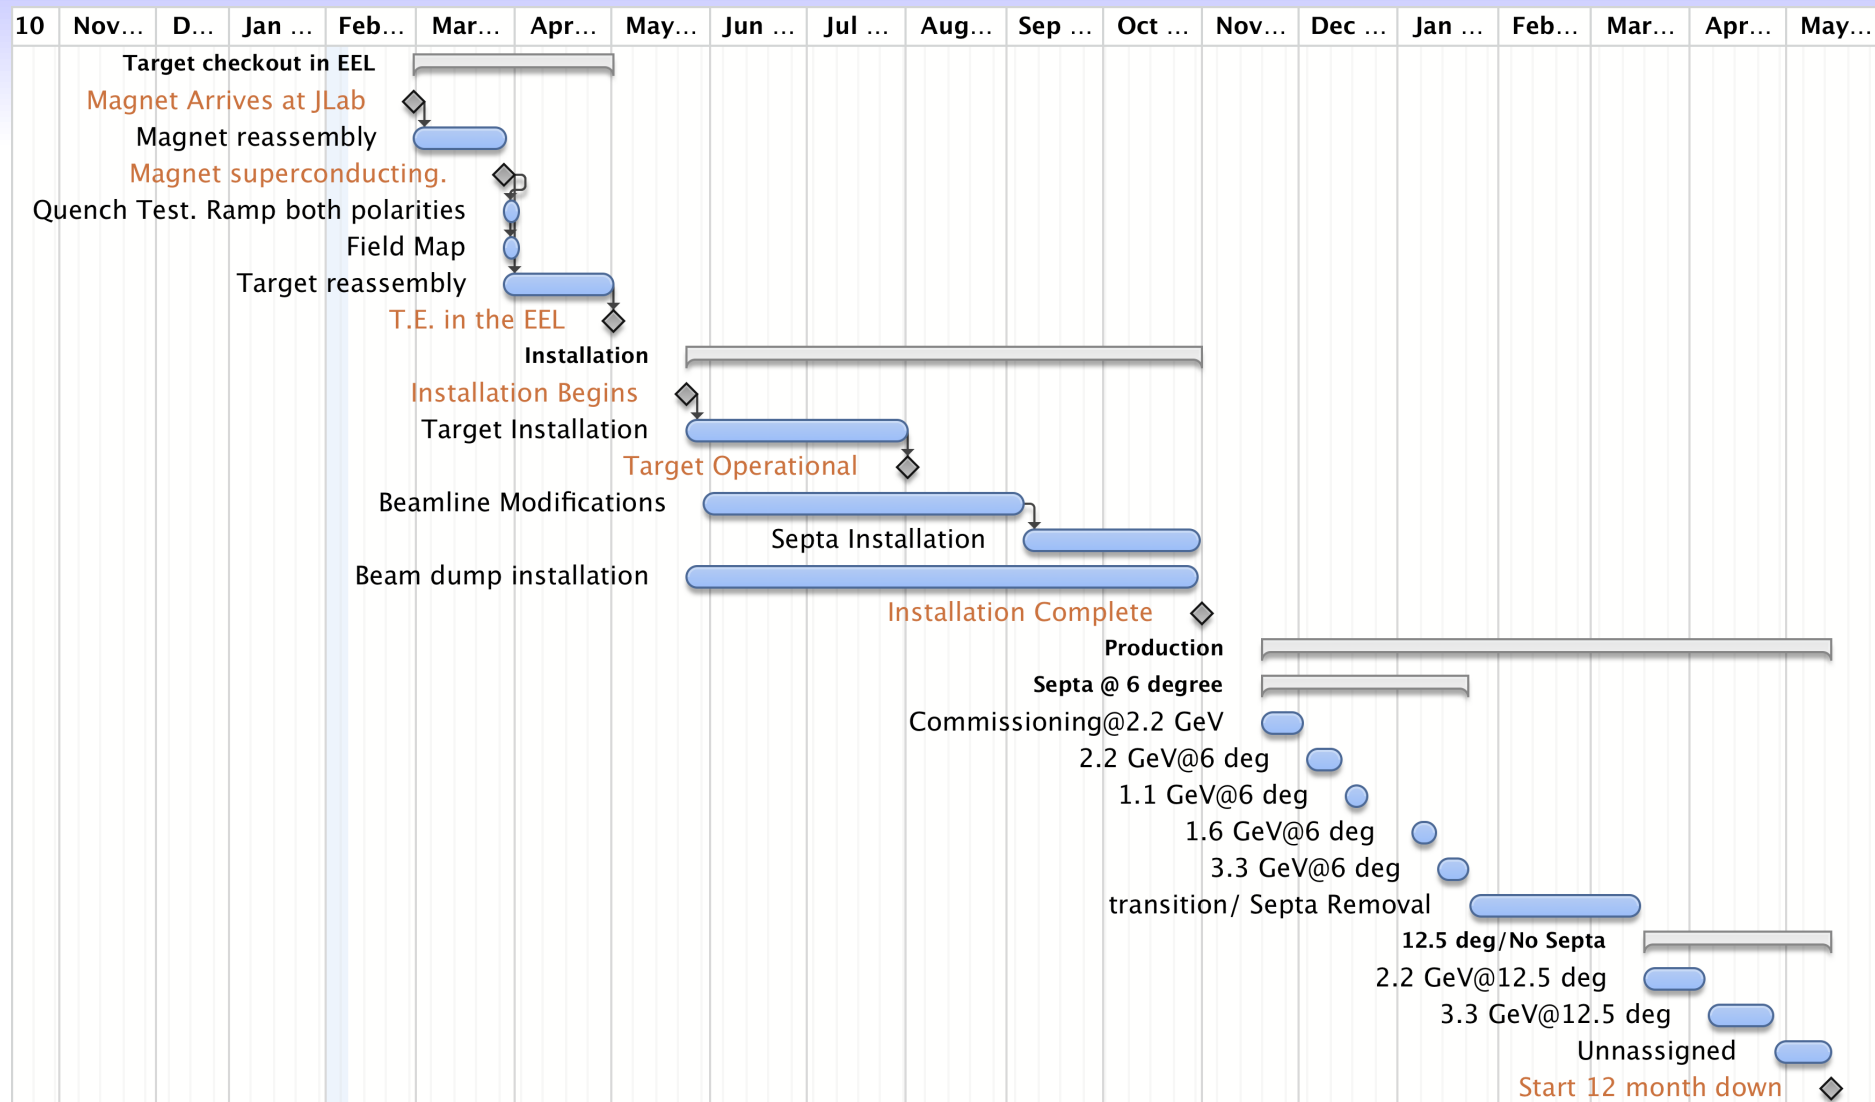 10 Nov... D... Jan ... Feb... Mar... Apr... May... Jun ... Jul ... Aug... Sep ... Oct ... Nov... Dec ... Jan ... Feb... Mar... Apr... May...
Target checkout in EEL
Magnet Arrives at JLab
Magnet reassembly
Magnet superconducting.
Quench Test. Ramp both polarities
Field Map
Target reassembly
T.E. in the EEL
Installation
Installation Begins
Target Installation
Target Operational
Beamline Modifications
Septa Installation
Beam dump installation
Installation Complete
Production
Septa @ 6 degree
Commissioning@2.2 GeV
2.2 GeV@6 deg
1.1 GeV@6 deg
1.6 GeV@6 deg
3.3 GeV@6 deg
transition/ Septa Removal
12.5 deg/No Septa
2.2 GeV@12.5 deg
3.3 GeV@12.5 deg
Unnassigned
Start 12 month down